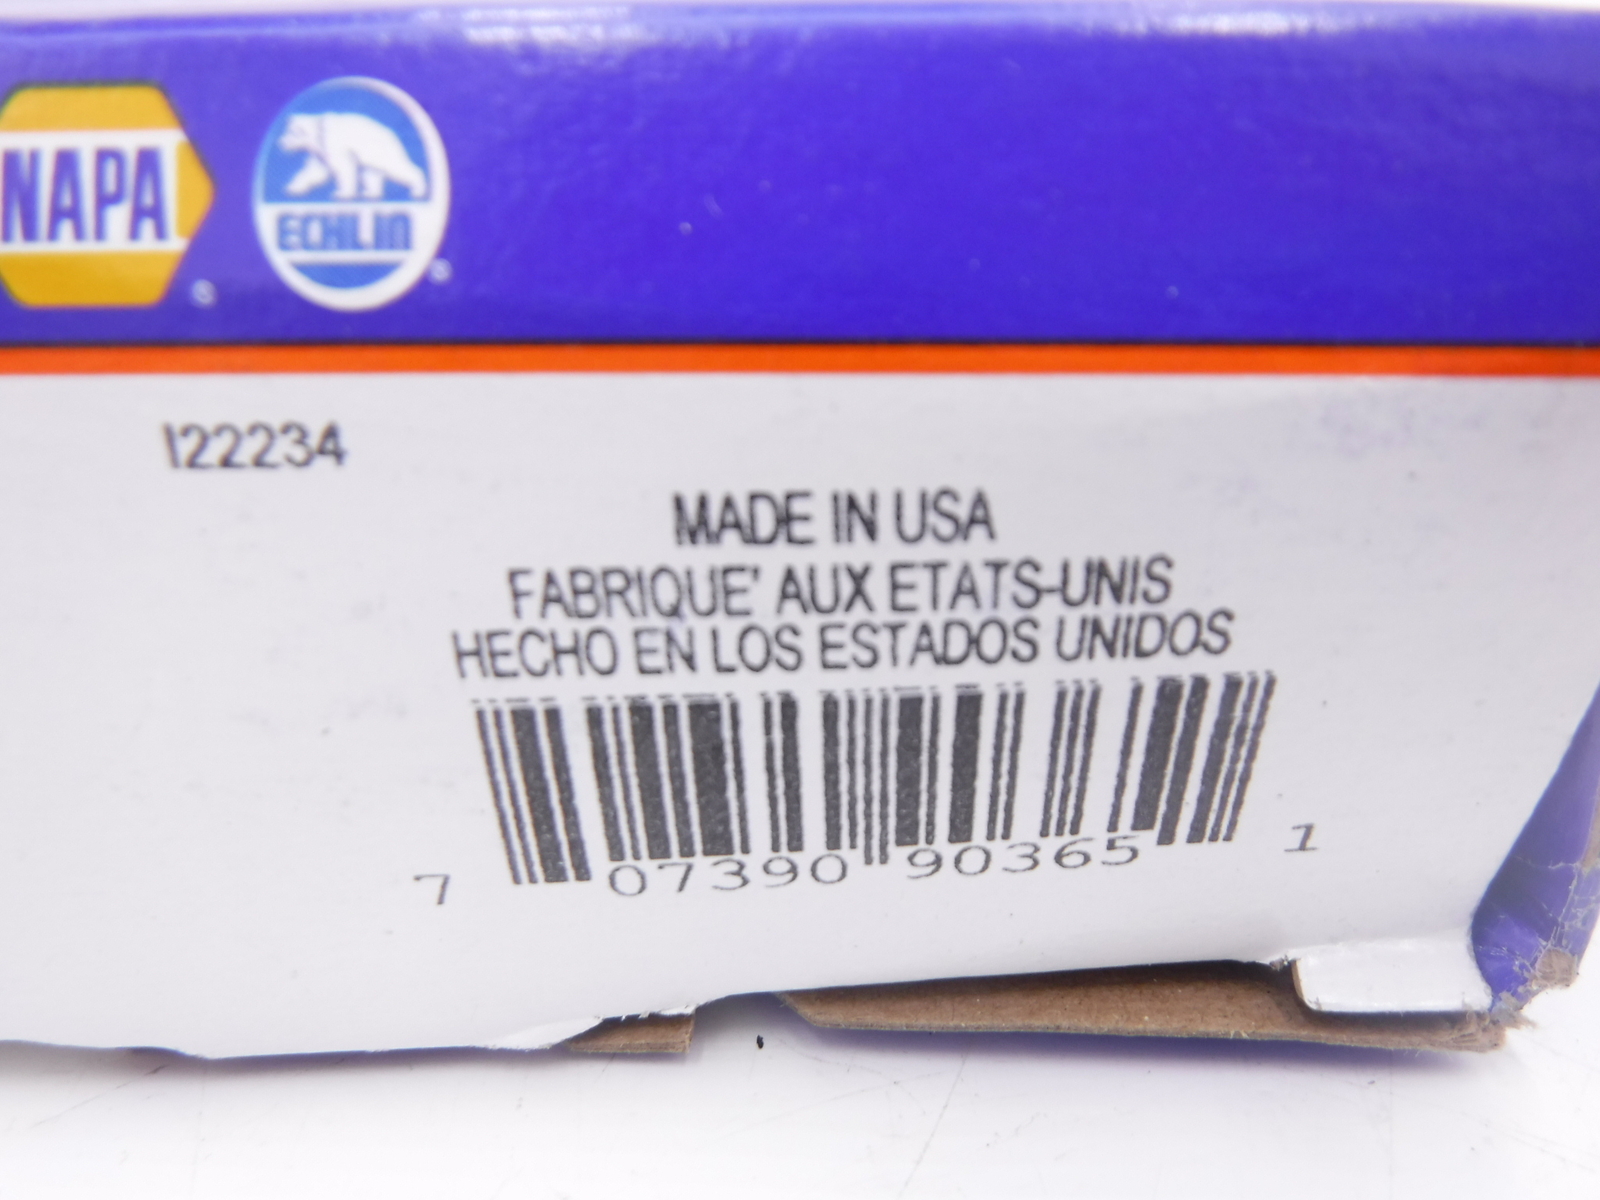 NAPA
ECHLIN
122234
MADE IN USA
FABRIQUE' AUX ETATS-UNIS
HECHO EN LOS ESTADOS UNIDOS
7 07390 90365 1